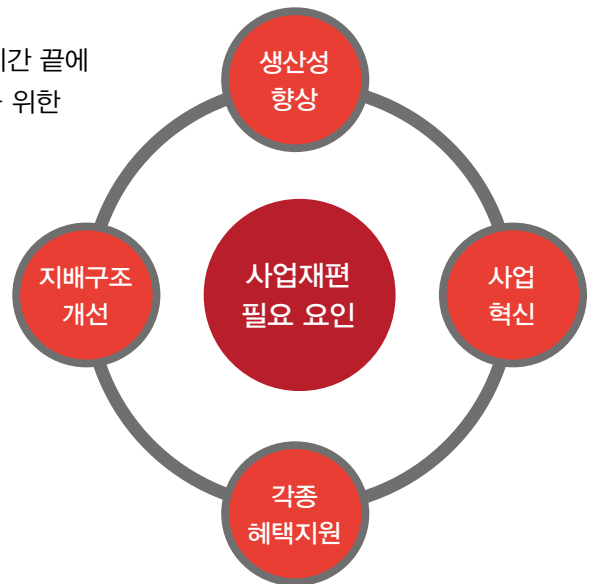 간 끝에
위한
생산성
향상
지배구조
개선
사업재편
필요 요인
사업
혁신
각종
혜택지원